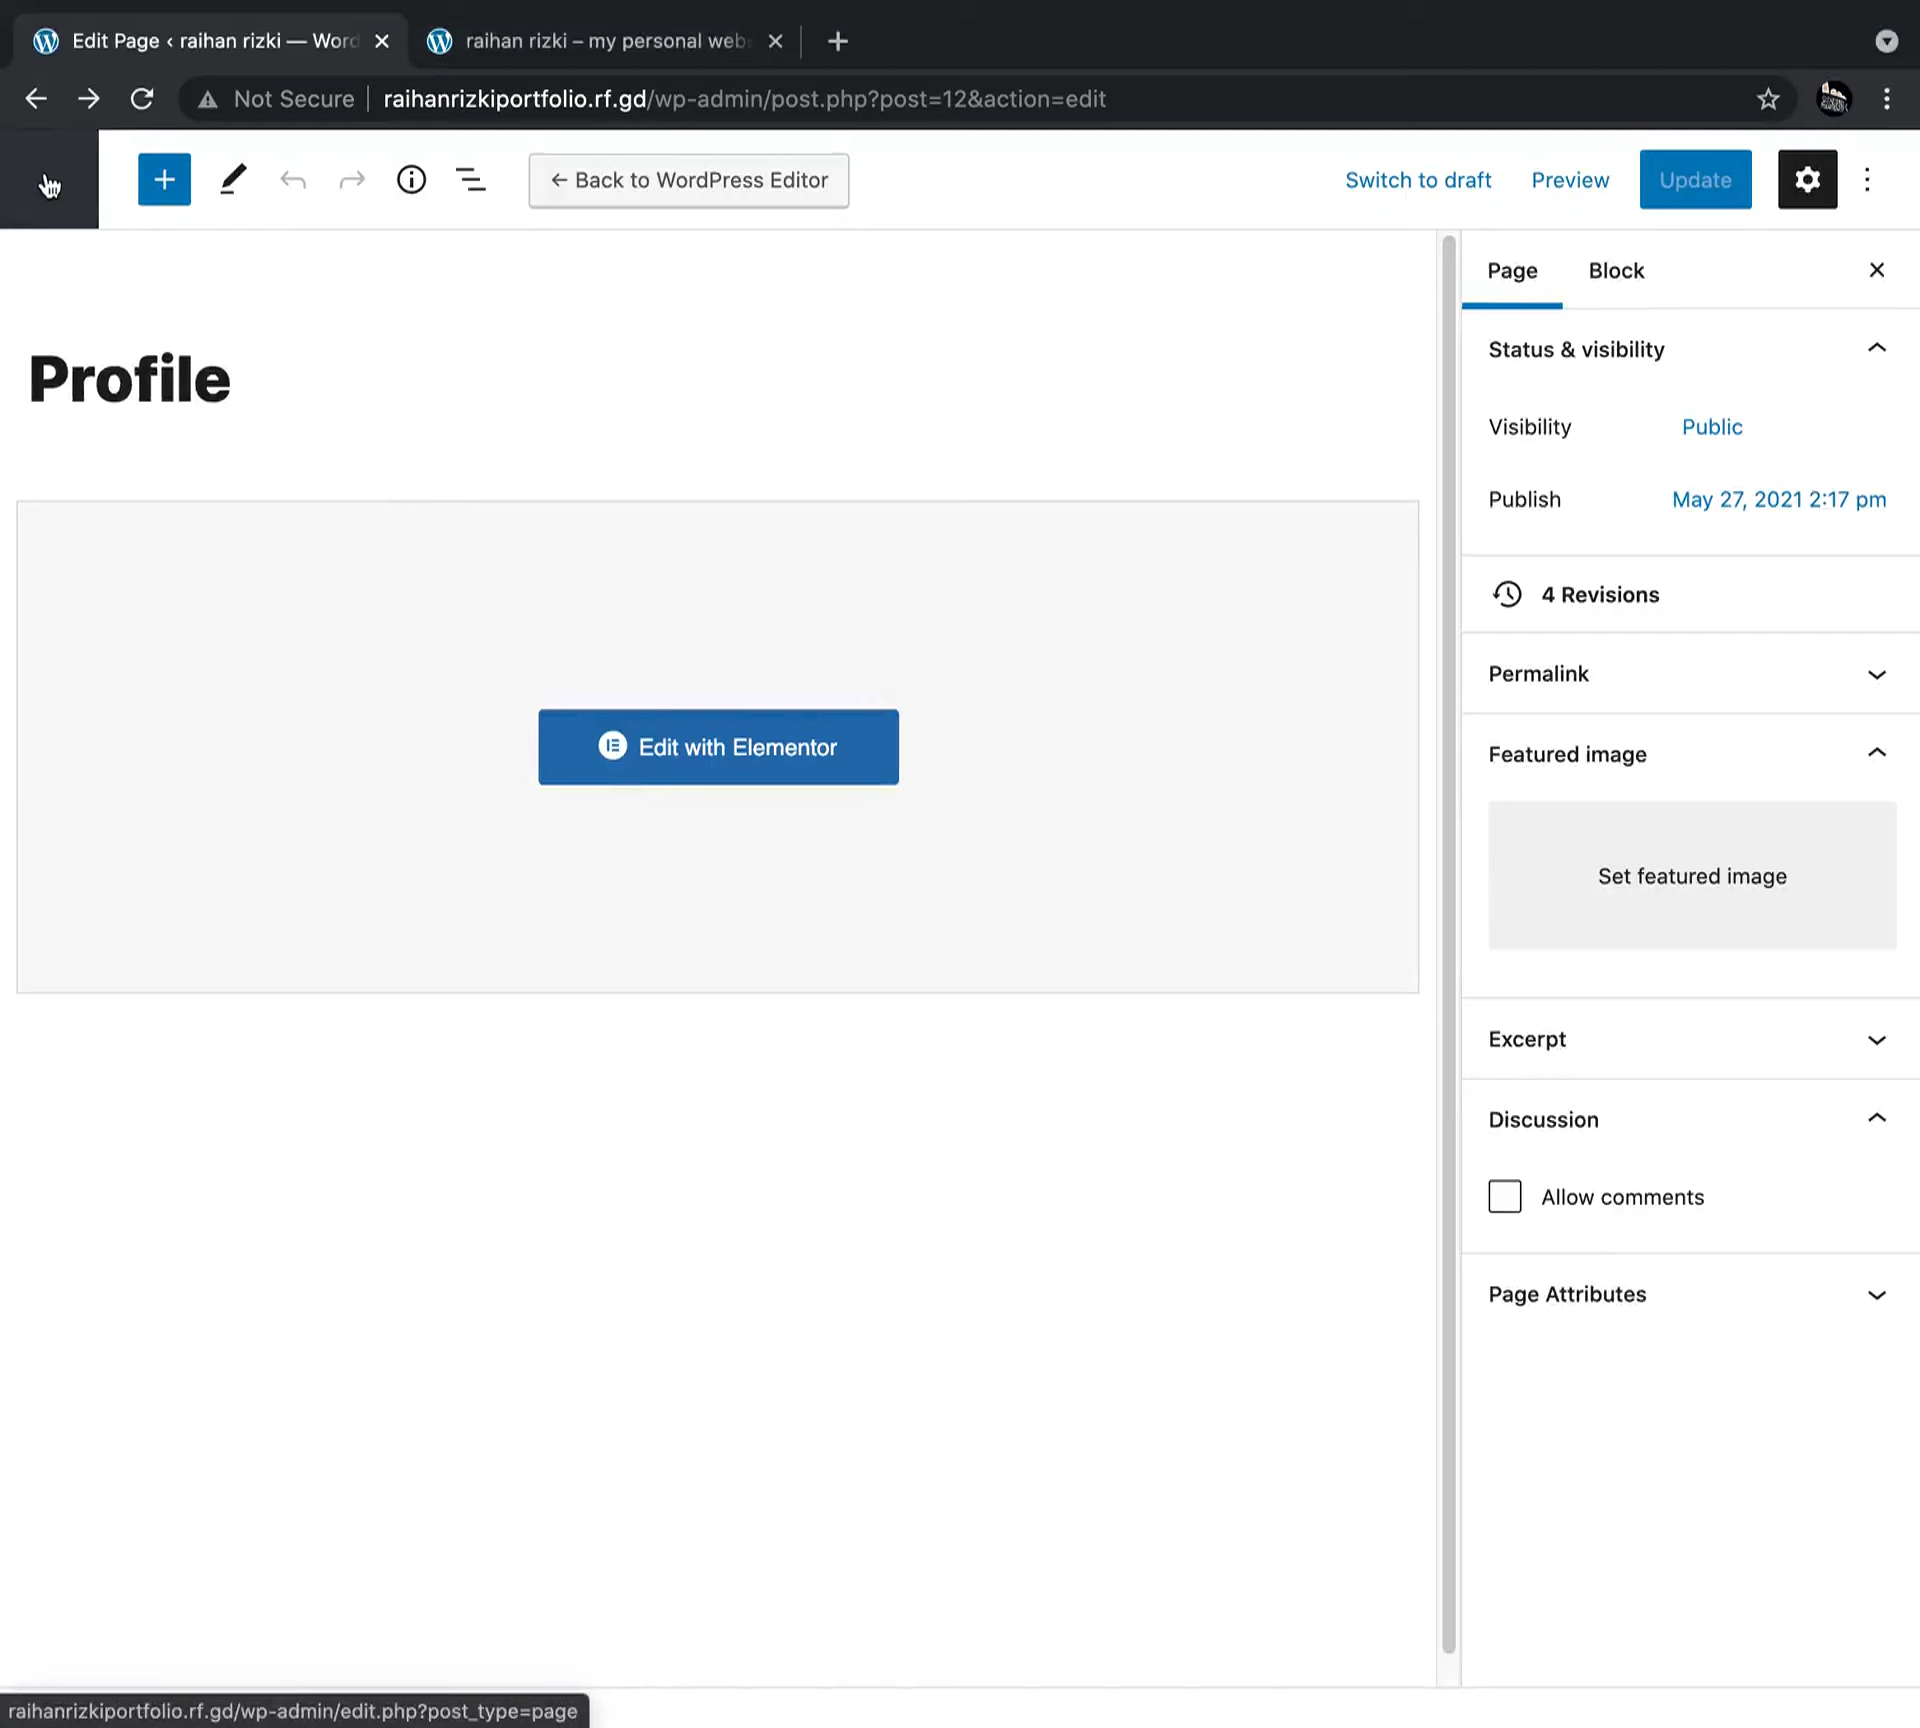 Edit Page ‹ raihan rizki — Word
raihan rizki – my personal webs
Not Secure
raihanrizkiportfolio.rf.gd/wp-admin/post.php?post=12&action=edit
← Back to WordPress Editor
Switch to draft
Preview
Update
Profile
Edit with Elementor
Page
Block
Status & visibility
Visibility
Public
Publish
May 27, 2021 2:17 pm
4 Revisions
Permalink
Featured image
Set featured image
Excerpt
Discussion
Allow comments
Page Attributes
raihanrizkiportfolio.rf.gd/wp-admin/edit.php?post_type=page